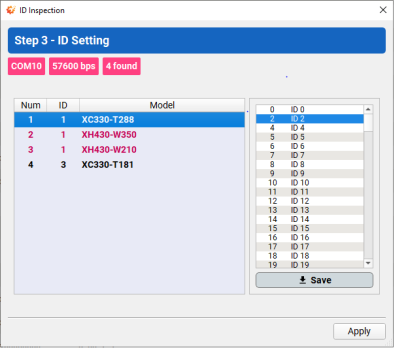 ID Inspection
Step 3 - ID Setting
COM10 57600 bps 4 found
Num ID Model
1 1 XC330-T288
2 1 XH430-W350
3 1 XH430-W210
4 3 XC330-T181
0 ID 0
2 ID 2
4 ID 4
5 ID 5
6 ID 6
7 ID 7
8 ID 8
9 ID 9
10 ID 10
11 ID 11
12 ID 12
13 ID 13
14 ID 14
15 ID 15
16 ID 16
17 ID 17
18 ID 18
19 ID 19
Save
Apply